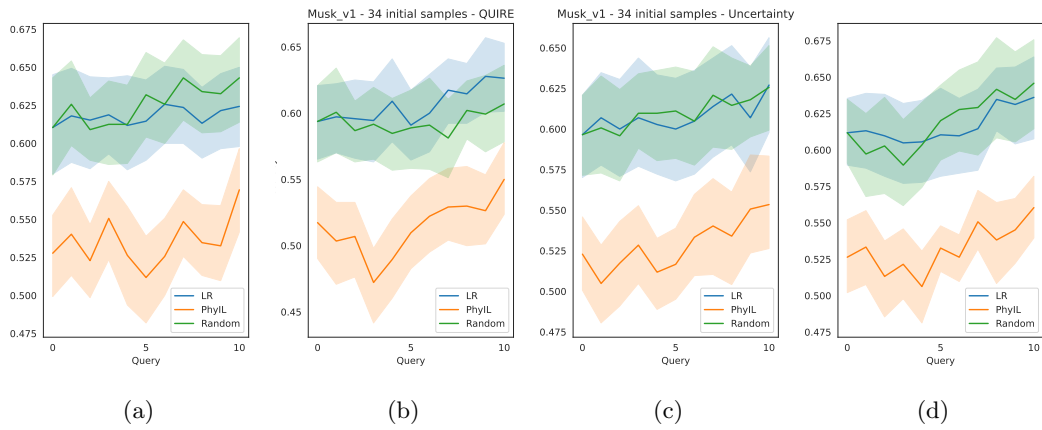 Musk_v1 - 34 initial samples - QUIRE
Musk_v1 - 34 initial samples - Uncertainty
0.675
0.650
0.625
0.600
0.575
0.550
0.525
0.500
0.475
0
5
10
Query
LR
PhyIL
Random
0.65
0.60
0.55
0.50
0.45
0
5
10
Query
LR
PhyIL
Random
0.650
0.625
0.600
0.575
0.550
0.525
0.500
0.475
0
5
10
Query
LR
PhyIL
Random
0.675
0.650
0.625
0.600
0.575
0.550
0.525
0.500
0.475
0
5
10
Query
LR
PhyIL
Random
(a)
(b)
(c)
(d)